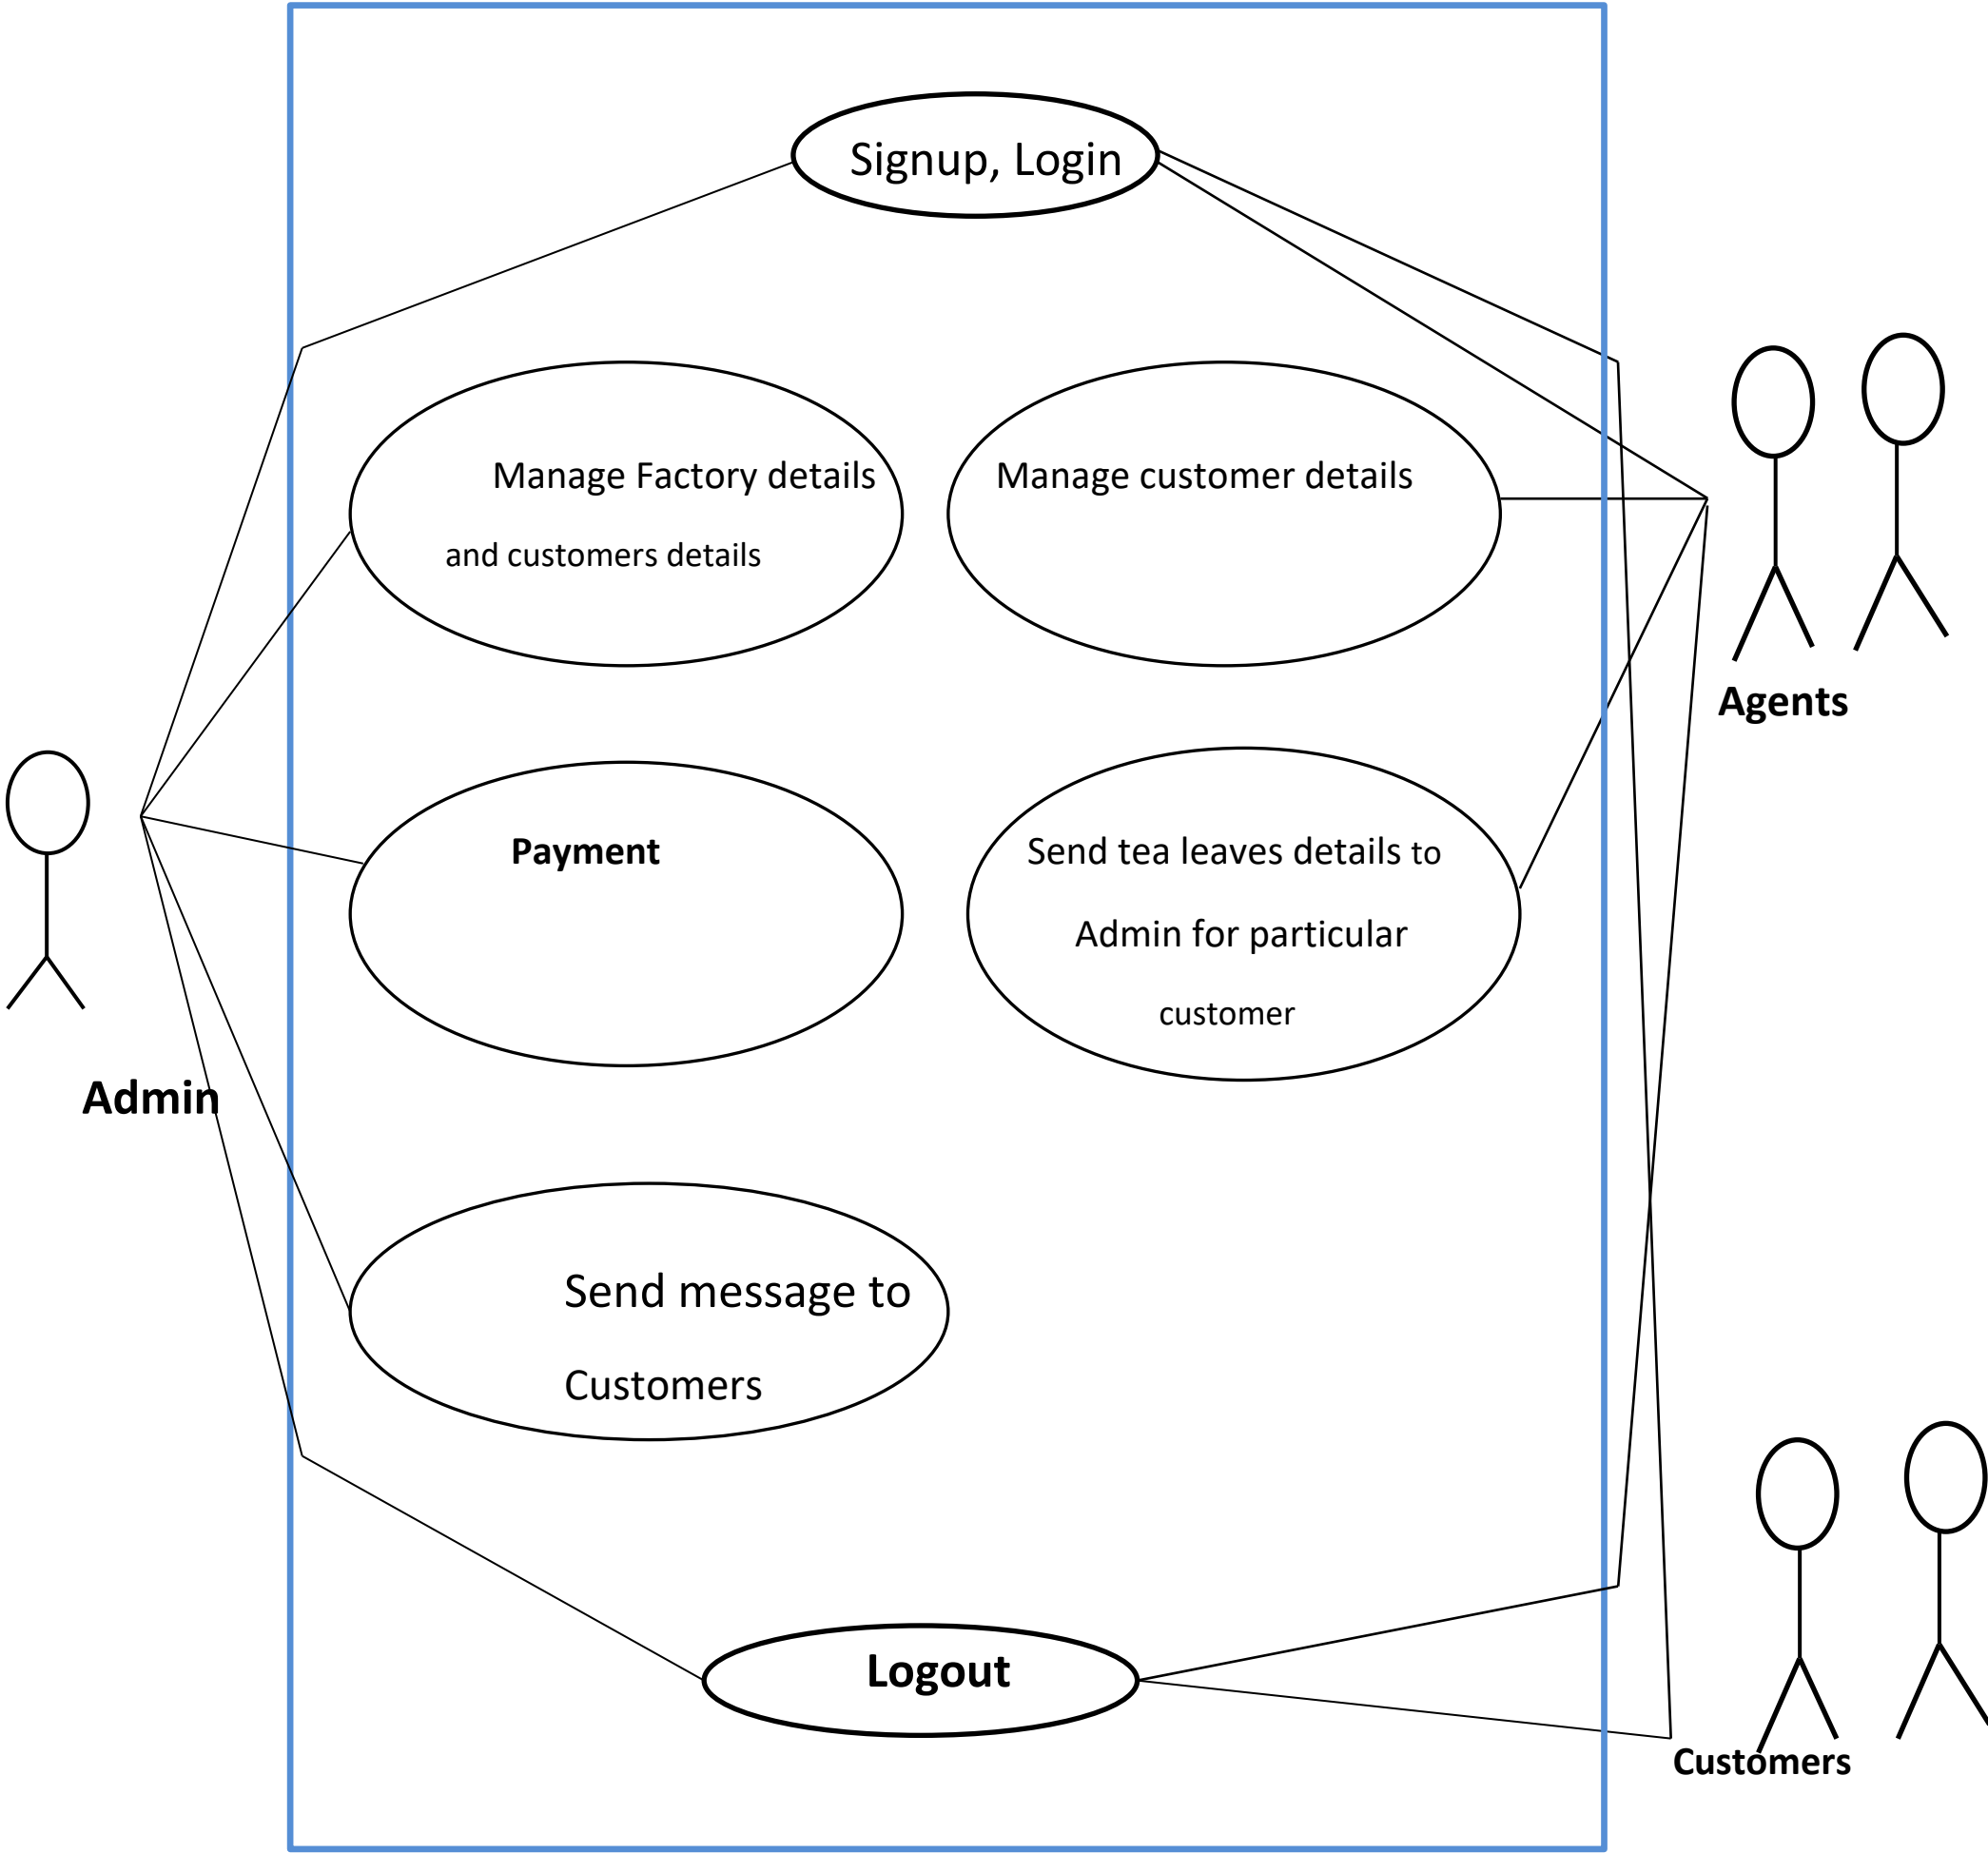 Signup, Login
Manage Factory details
and customers details
Manage customer details
Agents
Payment
Send tea leaves details to
Admin for particular
customer
Admin
Send message to
Customers
Logout
Customers